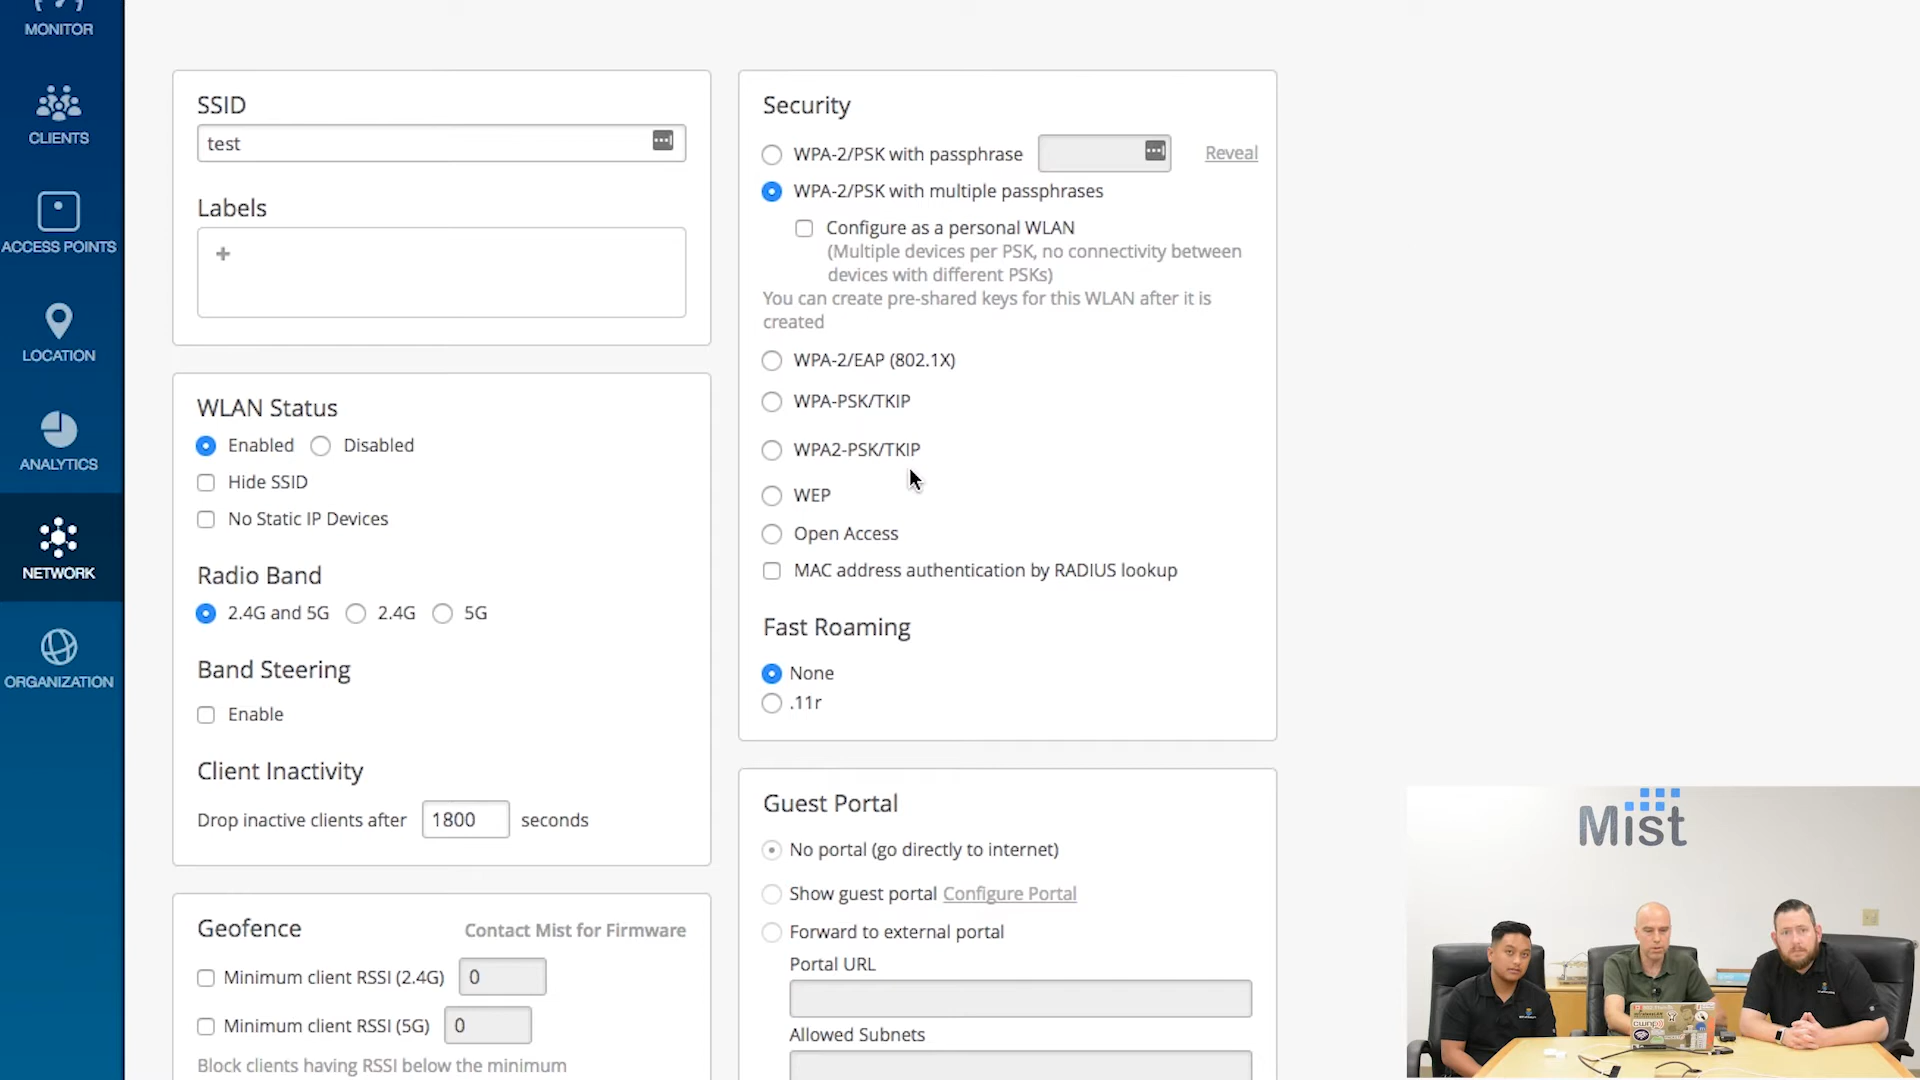 MONITOR
CLIENTS
ACCESS POINTS
LOCATION
ANALYTICS
NETWORK
ORGANIZATION
SSID
test
Labels
+
WLAN Status
Enabled Disabled
Hide SSID
No Static IP Devices
Radio Band
2.4G and 5G 2.4G 5G
Band Steering
Enable
Client Inactivity
Drop inactive clients after 1800 seconds
Geofence Contact Mist for Firmware
Minimum client RSSI (2.4G) 0
Minimum client RSSI (5G) 0
Block clients having RSSI below the minimum
Security
WPA-2/PSK with passphrase Reveal
WPA-2/PSK with multiple passphrases
Configure as a personal WLAN
(Multiple devices per PSK, no connectivity between
devices with different PSKs)
You can create pre-shared keys for this WLAN after it is
created
WPA-2/EAP (802.1X)
WPA-PSK/TKIP
WPA2-PSK/TKIP
WEP
Open Access
MAC address authentication by RADIUS lookup
Fast Roaming
None
.11r
Guest Portal
No portal (go directly to internet)
Show guest portal Configure Portal
Forward to external portal
Portal URL
Allowed Subnets
Mist
cwnp